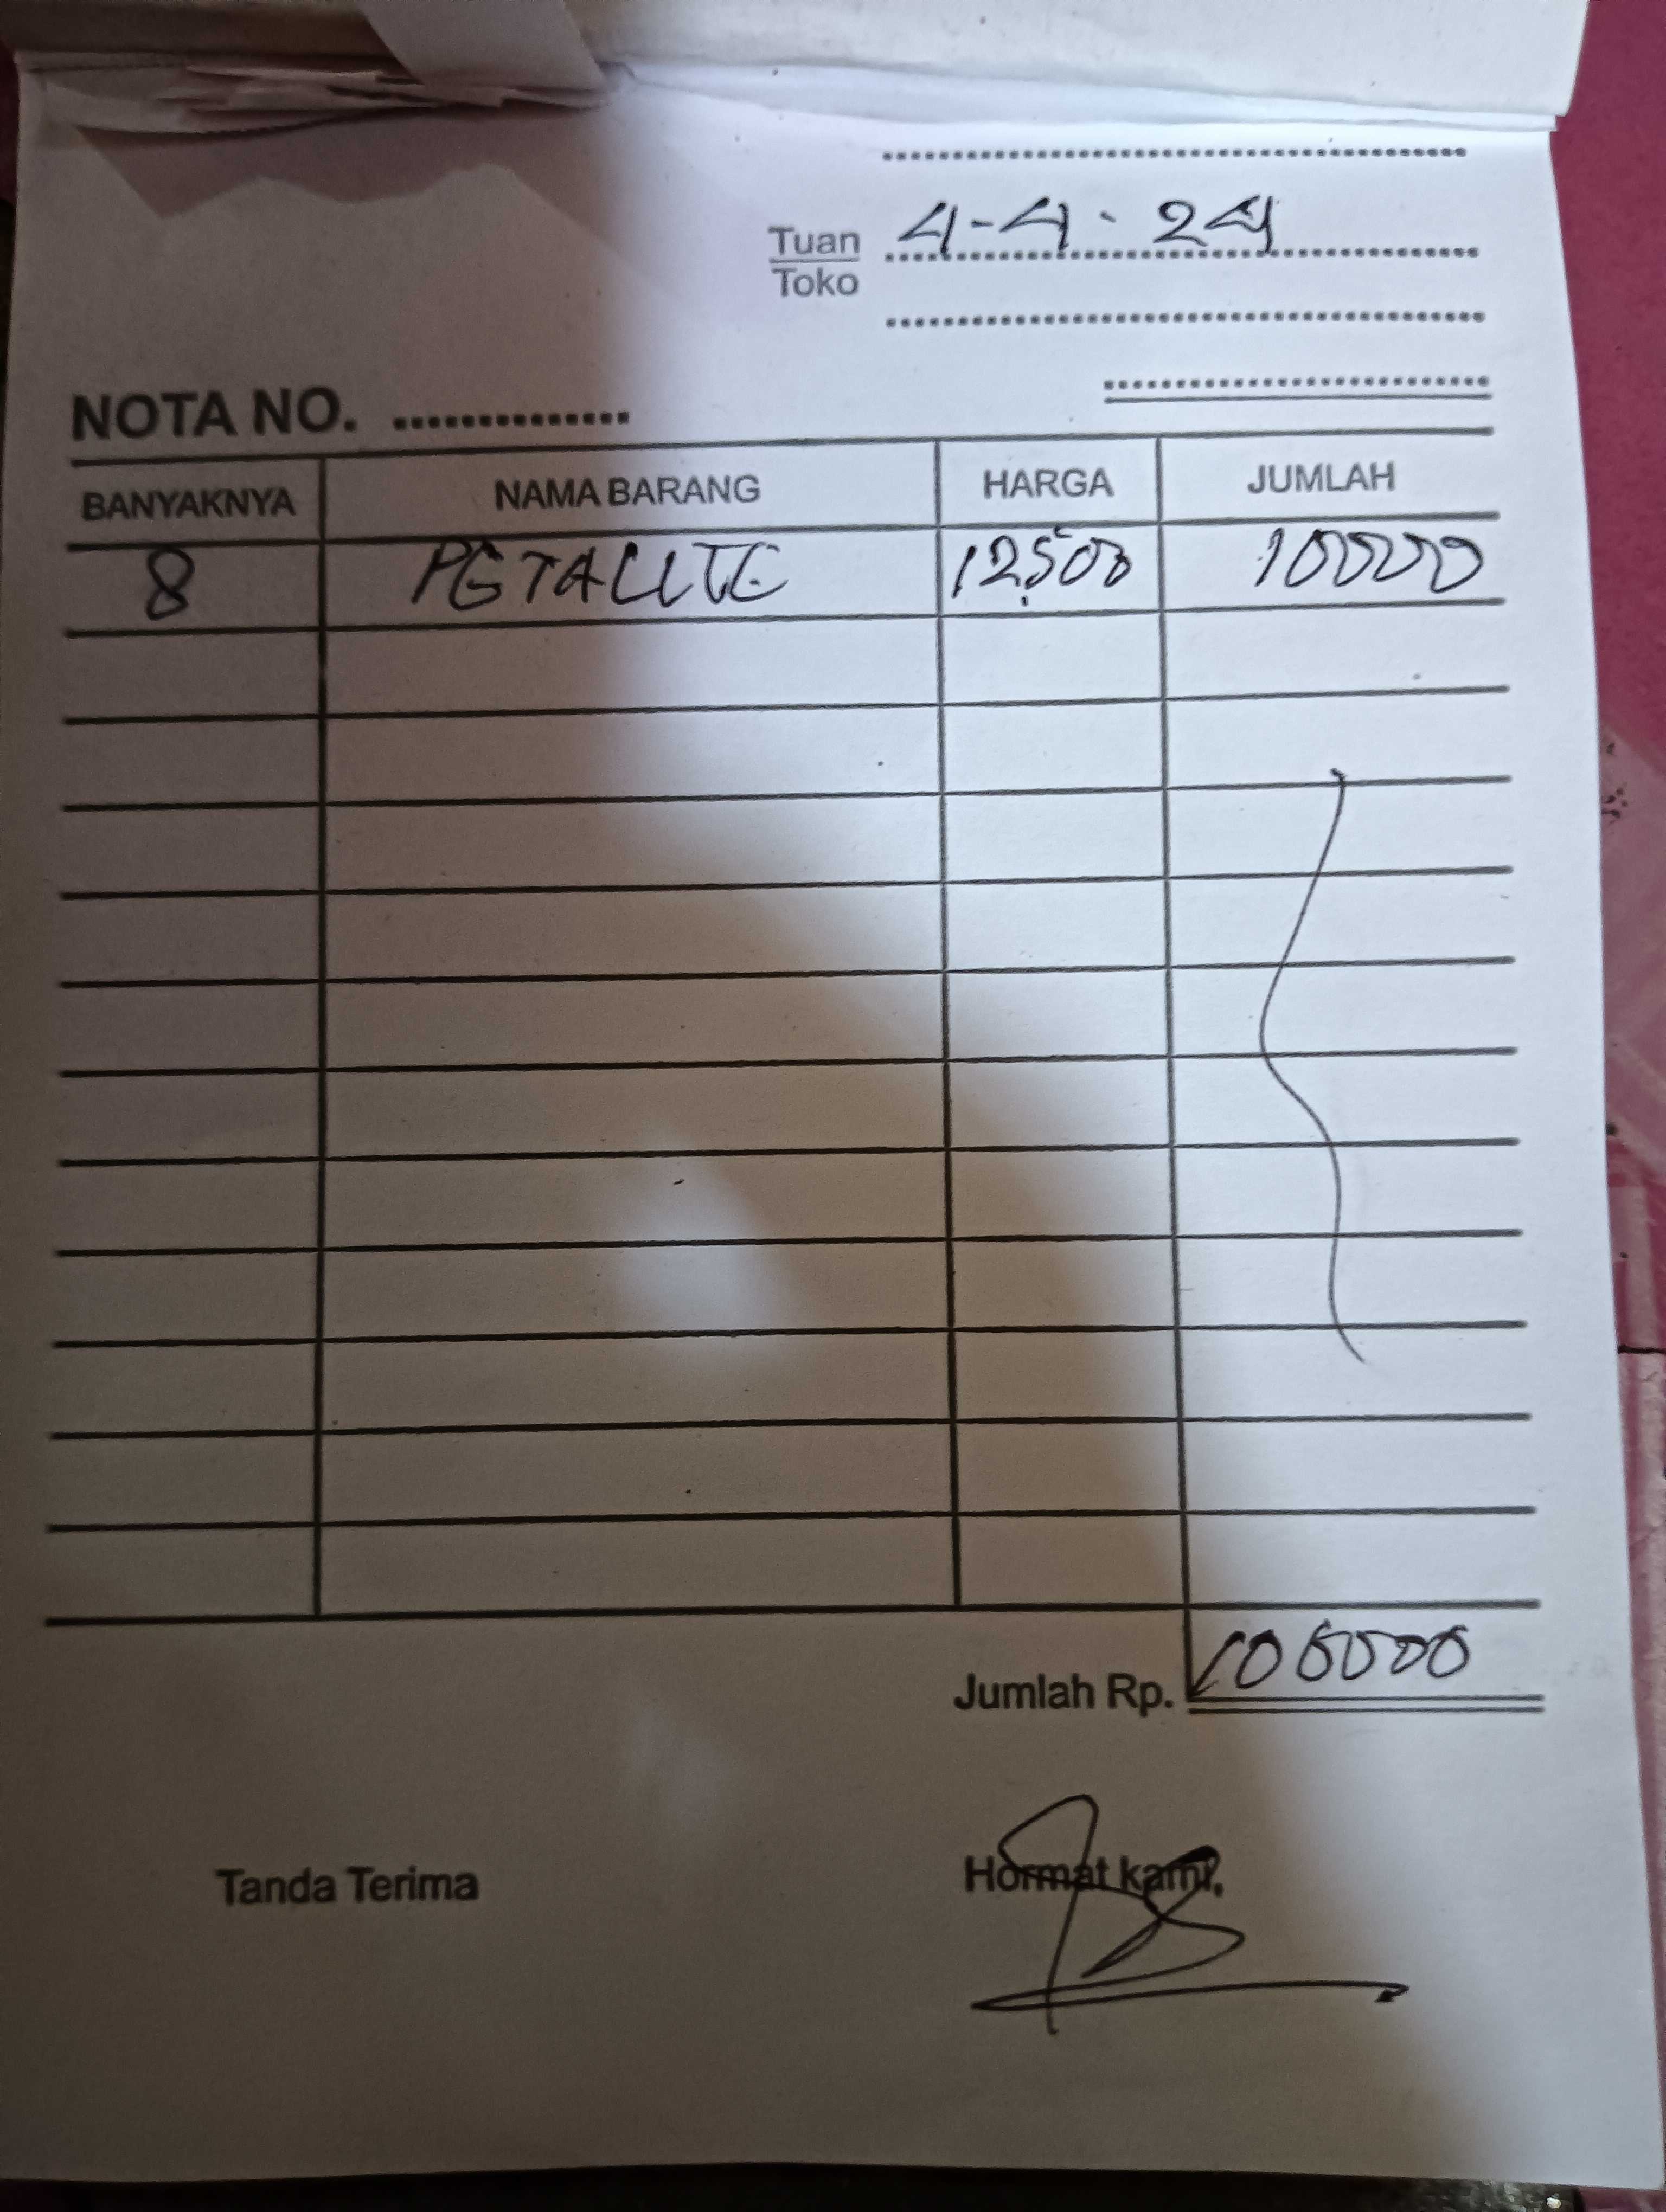 Tuan 4-4-24
Toko
NOTA NO. ...............
BANYAKNYA NAMA BARANG HARGA JUMLAH
8 PETALITE 12.500 100000
Jumlah Rp. 100000
Tanda Terima Hormat kami,